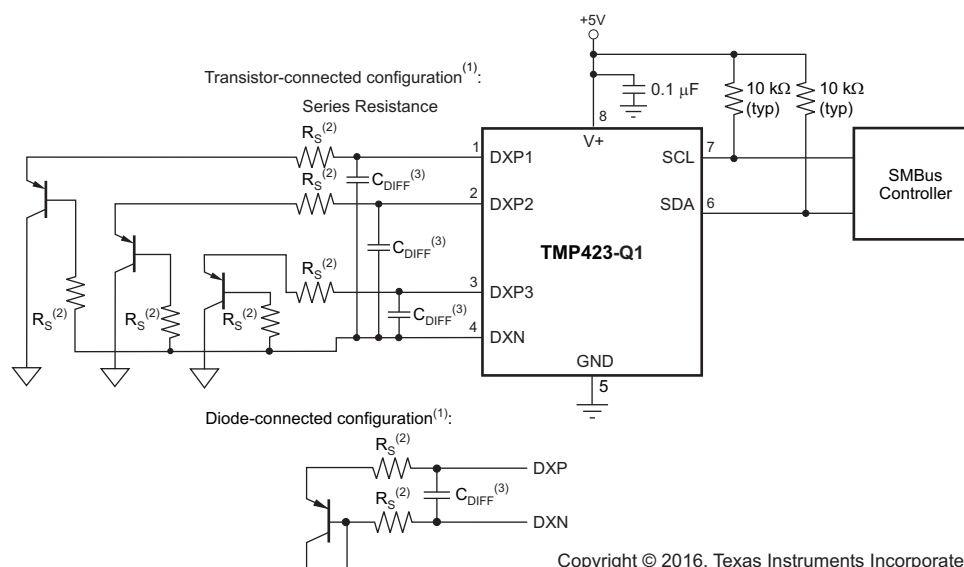 +5V
Transistor-connected configuration(1):
Series Resistance
0.1 μF
10 kΩ
(typ)
10 kΩ
(typ)
8
V+
RS(2)
1
DXP1
CDIFF(3)
SCL
7
RS(2)
2
DXP2
CDIFF(3)
SDA
6
SMBus
Controller
TMP423-Q1
RS(2)
3
DXP3
CDIFF(3)
RS(2)
RS(2)
RS(2)
4
DXN
GND
5
Diode-connected configuration(1):
RS(2)
DXP
CDIFF(3)
RS(2)
DXN
Copyright © 2016, Texas Instruments Incorporate